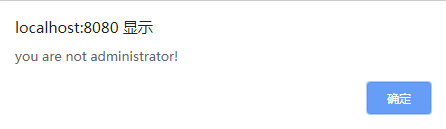 localhost:8080 显示
you are not administrator!
确定